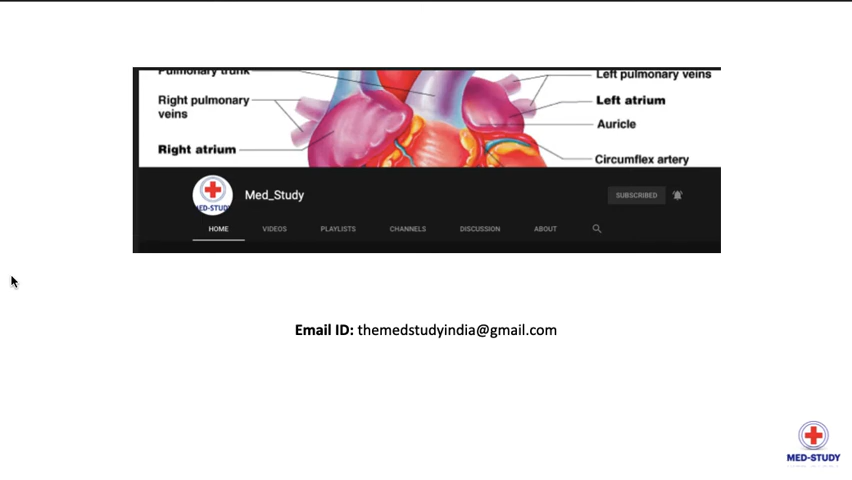 Pulmonary trunk
Left pulmonary veins
Right pulmonary
veins
Left atrium
Auricle
Right atrium
Circumflex artery
MED-STUDY
Med_Study
SUBSCRIBED
HOME VIDEOS PLAYLISTS CHANNELS DISCUSSION ABOUT
Email ID: themedstudyindia@gmail.com
MED-STUDY